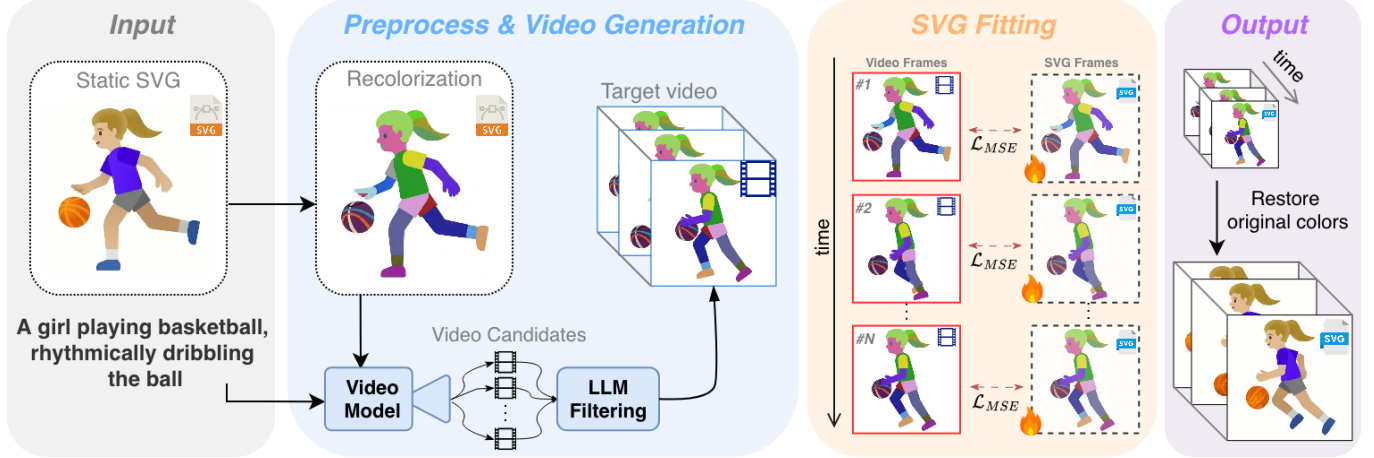 Input
Static SVG
SVG
A girl playing basketball,
rhythmically dribbling
the ball
Preprocess & Video Generation
Recolorization
SVG
Target video
Video Candidates
Video
Model
LLM
Filtering
SVG Fitting
Video Frames
SVG Frames
time
#1
SVG
ℒMSE
#2
SVG
ℒMSE
#N
SVG
ℒMSE
Output
time
SVG
Restore
original colors
SVG